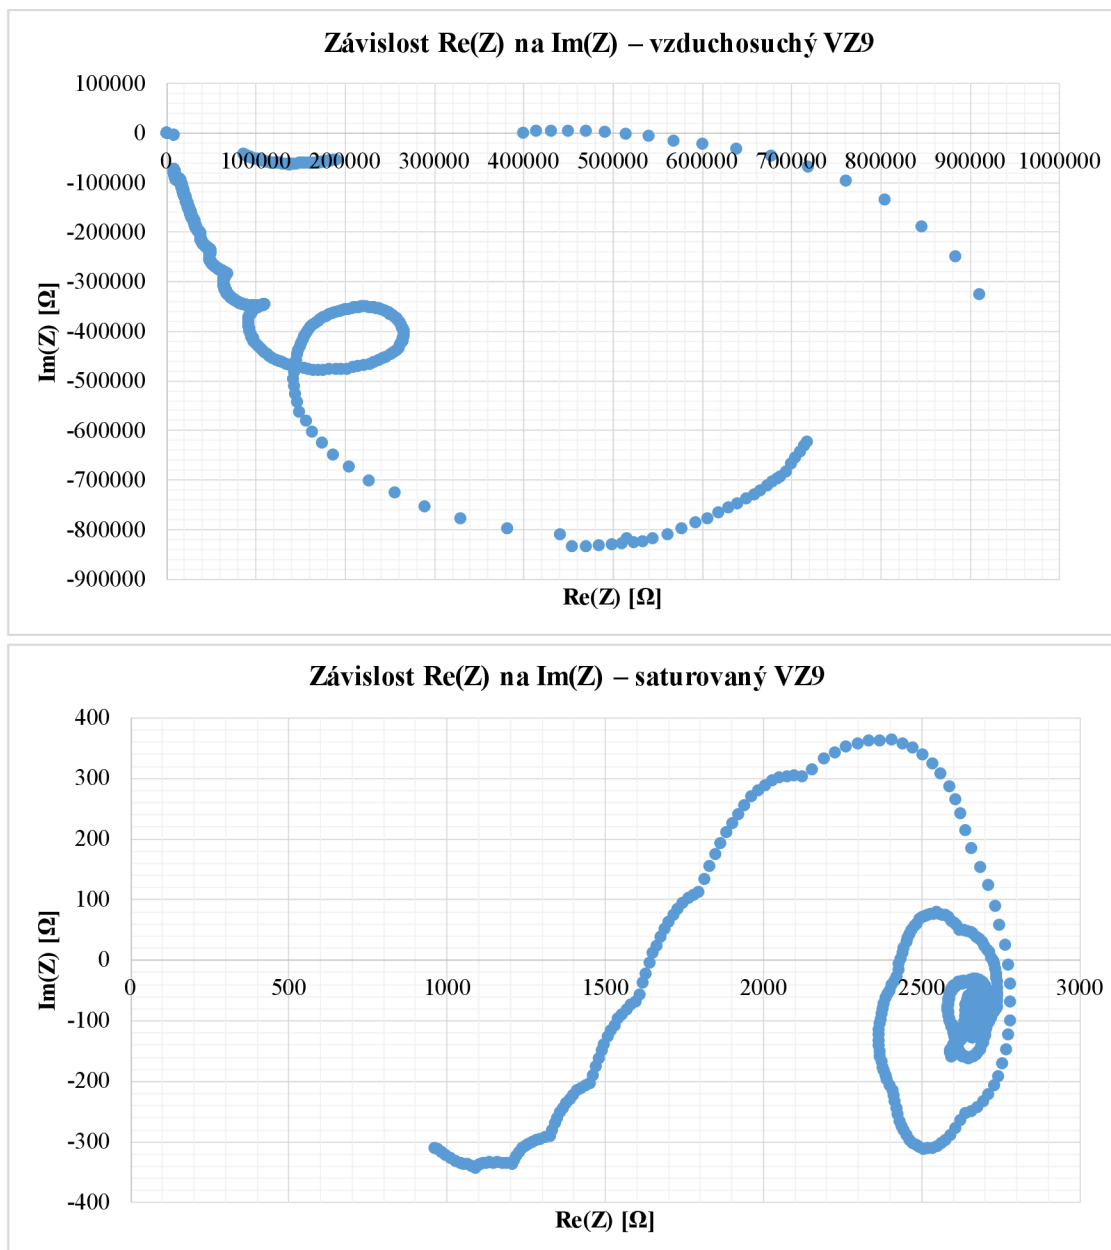 Závislost Re(Z) na Im(Z) – vzduchosuchý VZ9
100000
0
-100000
-200000
-300000
-400000
-500000
-600000
-700000
-800000
-900000
0 100000 200000 300000 400000 500000 600000 700000 800000 900000 1000000
Im(Z) [Ω]
Re(Z) [Ω]
Závislost Re(Z) na Im(Z) – saturovaný VZ9
400
300
200
100
0
-100
-200
-300
-400
0 500 1000 1500 2000 2500 3000
Im(Z) [Ω]
Re(Z) [Ω]